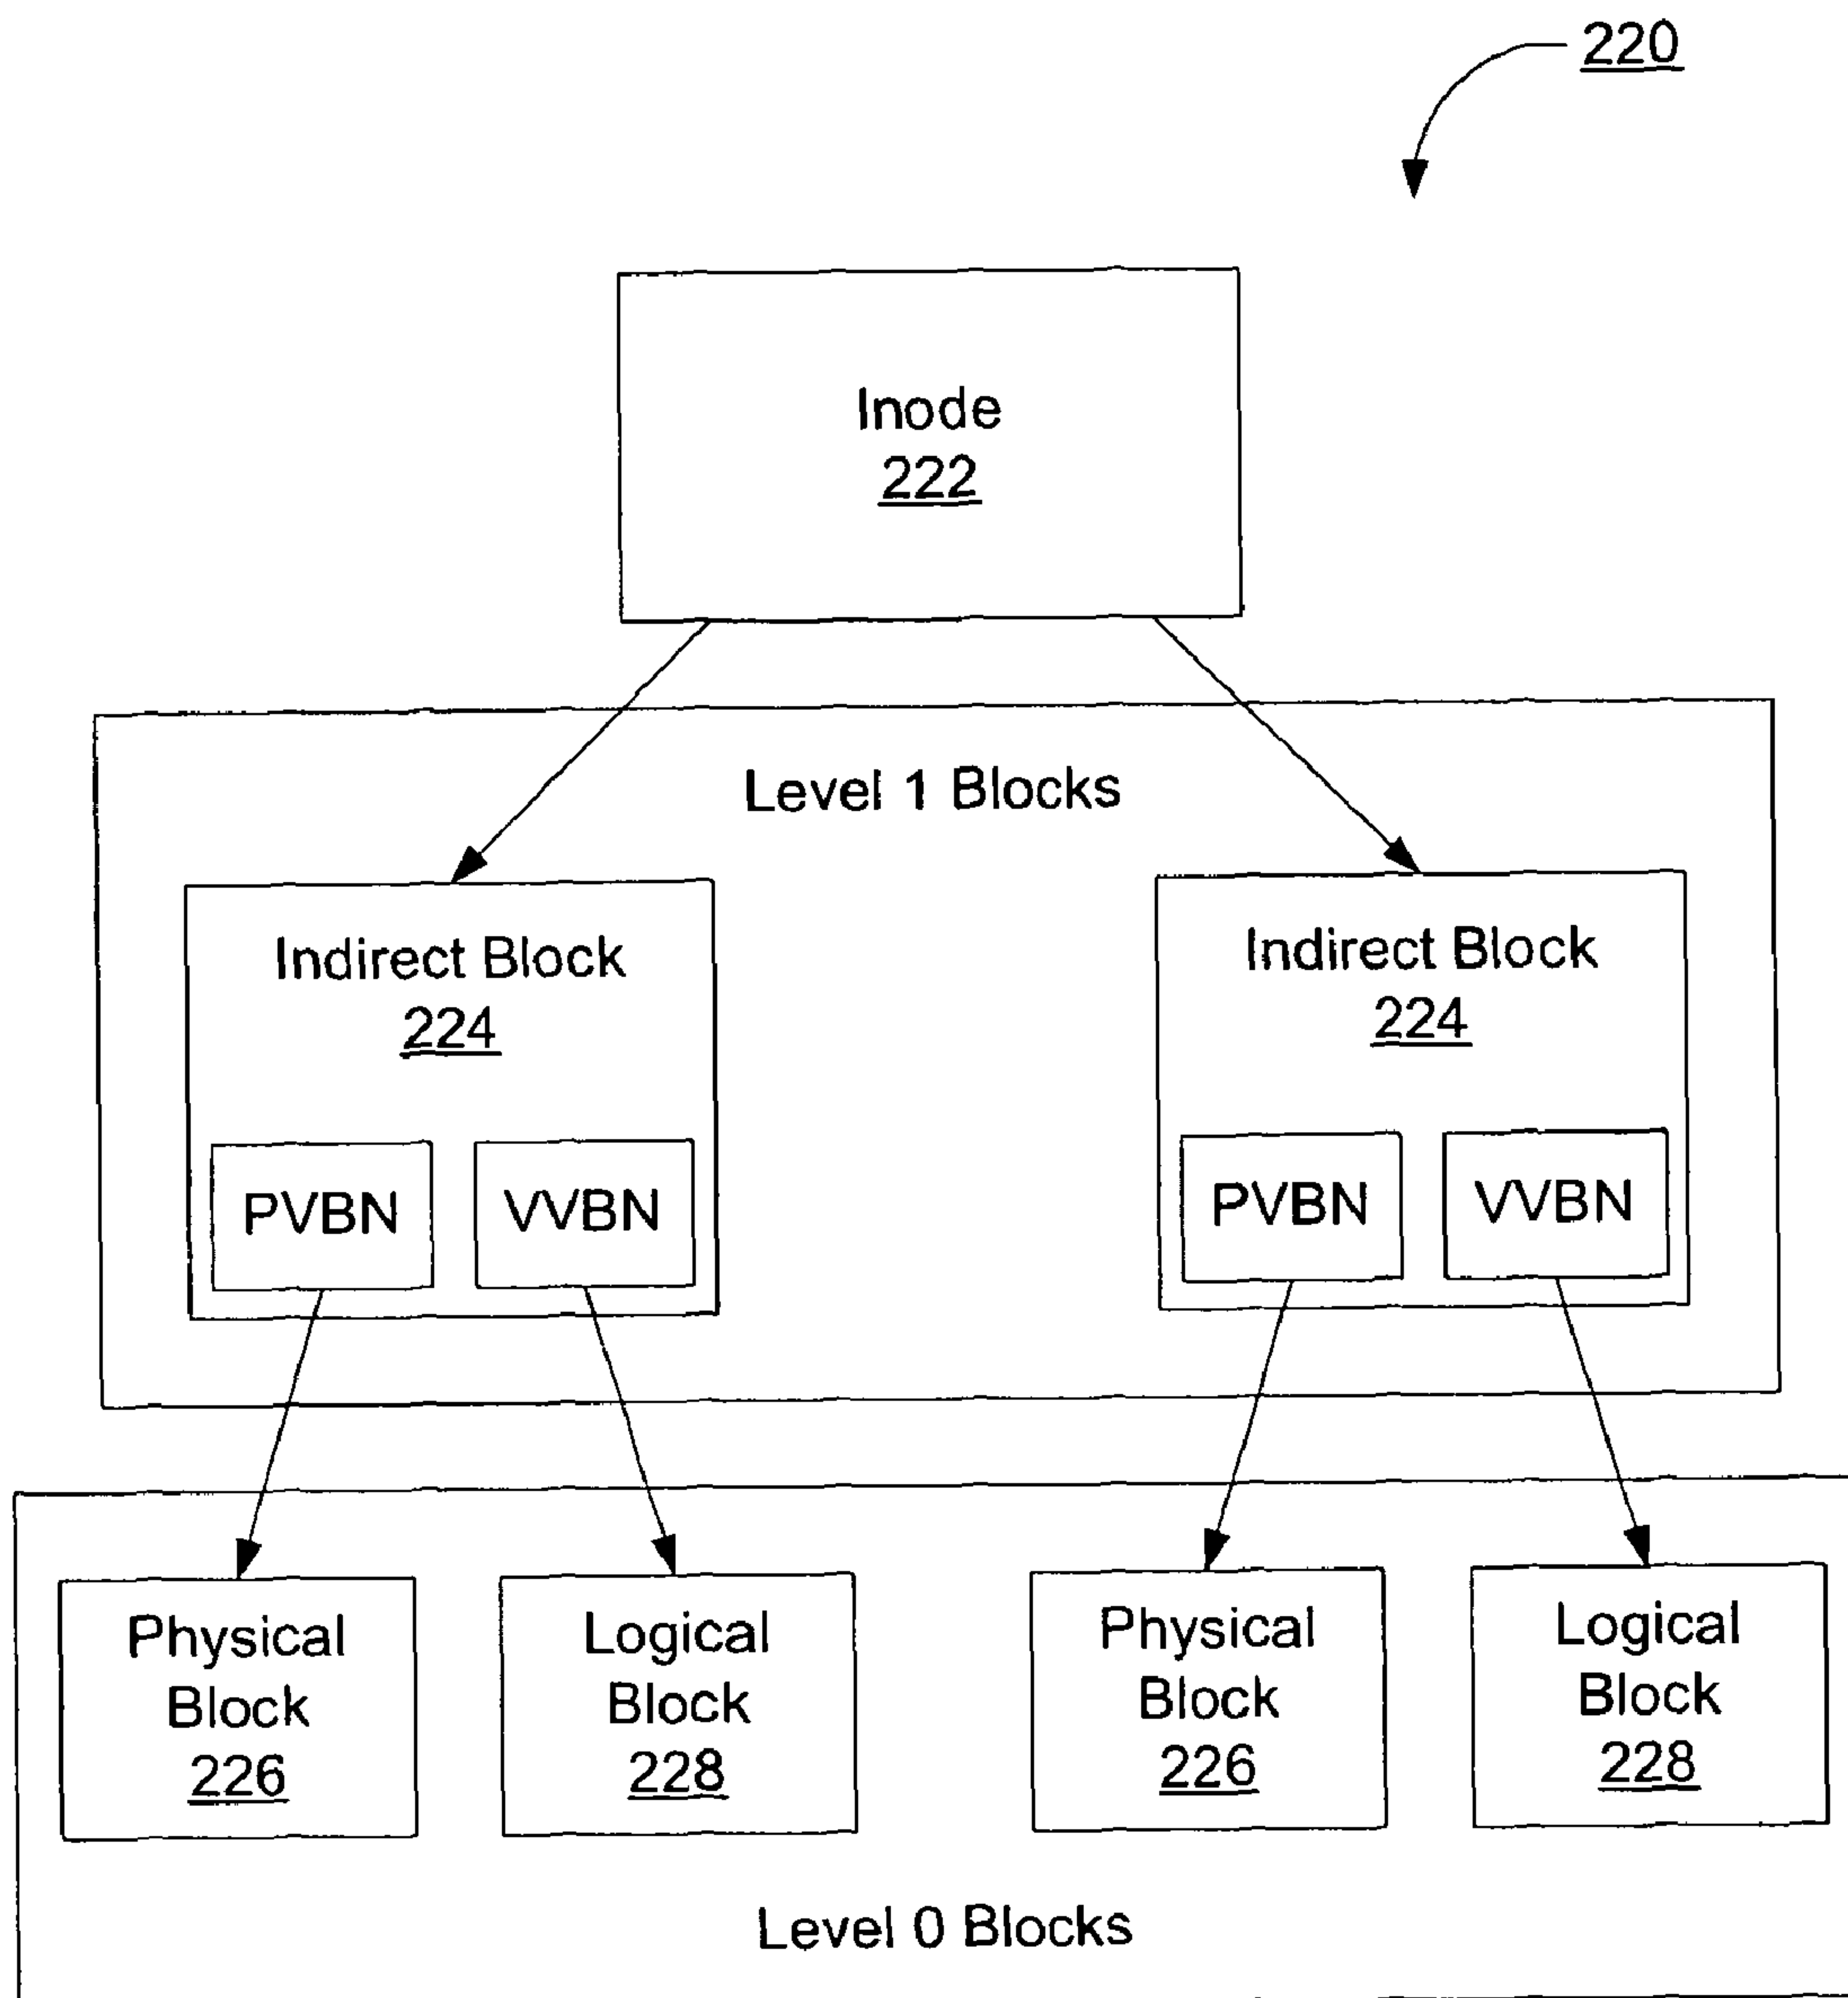 220
Inode
222
Level 1 Blocks
Indirect Block
224
Indirect Block
224
PVBN
VVBN
PVBN
VVBN
Physical
Block
226
Logical
Block
228
Physical
Block
226
Logical
Block
228
Level 0 Blocks